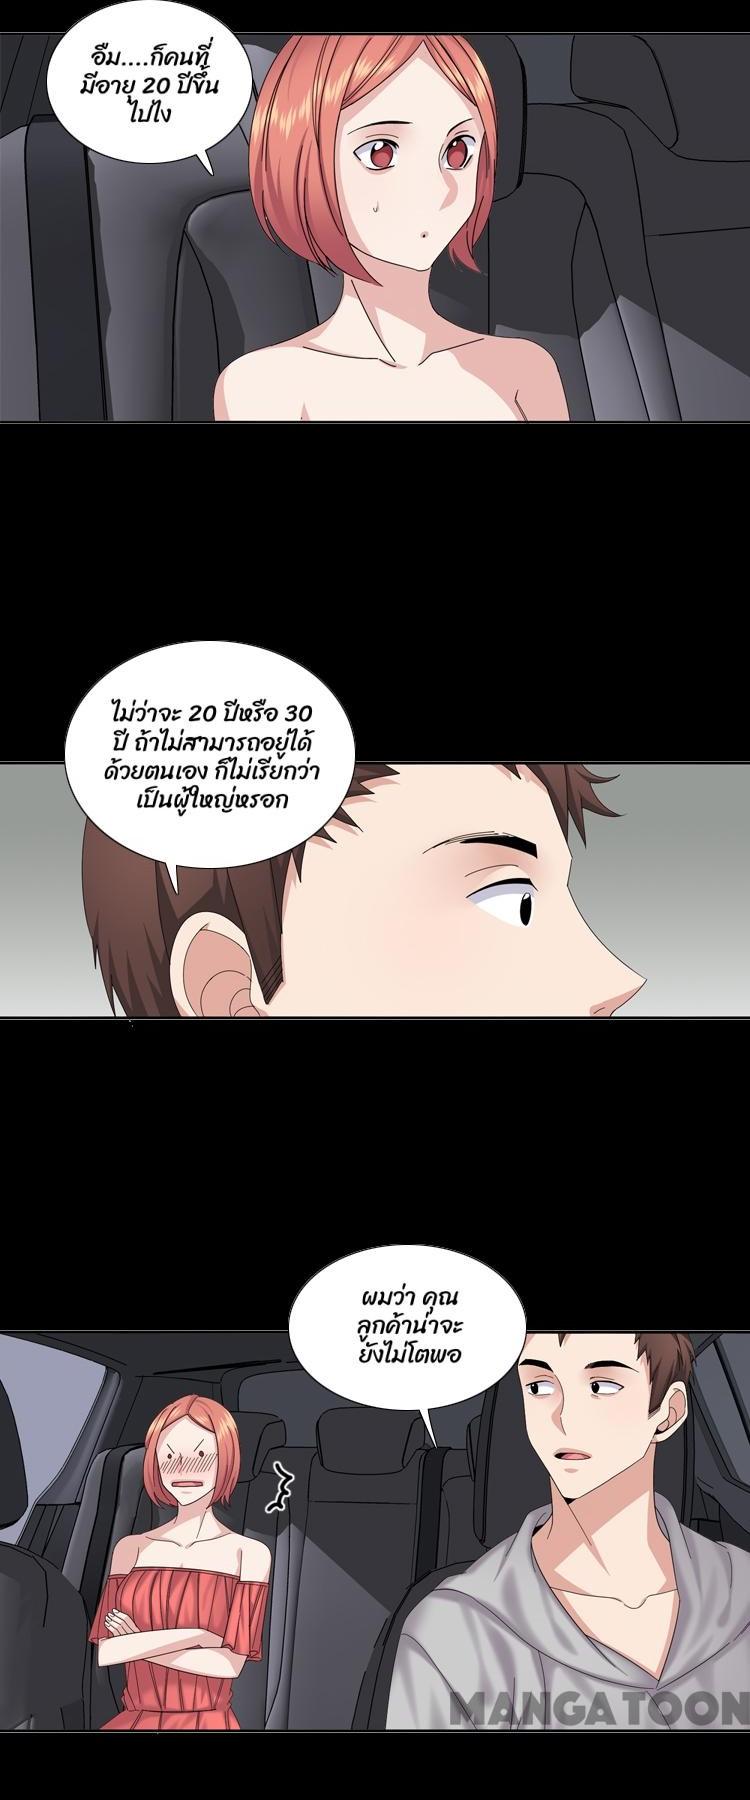 อืม....ก็คนที่
มีอายุ 20 ปีขึ้น
ไปไง
ไม่ว่าจะ 20 ปีหรือ 30
ปี ถ้าไม่สามารถอยู่ได้
ด้วยตนเอง ก็ไม่เรียกว่า
เป็นผู้ใหญ่หรอก
ผมว่า คุณ
ลูกค้าน่าจะ
ยังไม่โตพอ
MANGA TOON